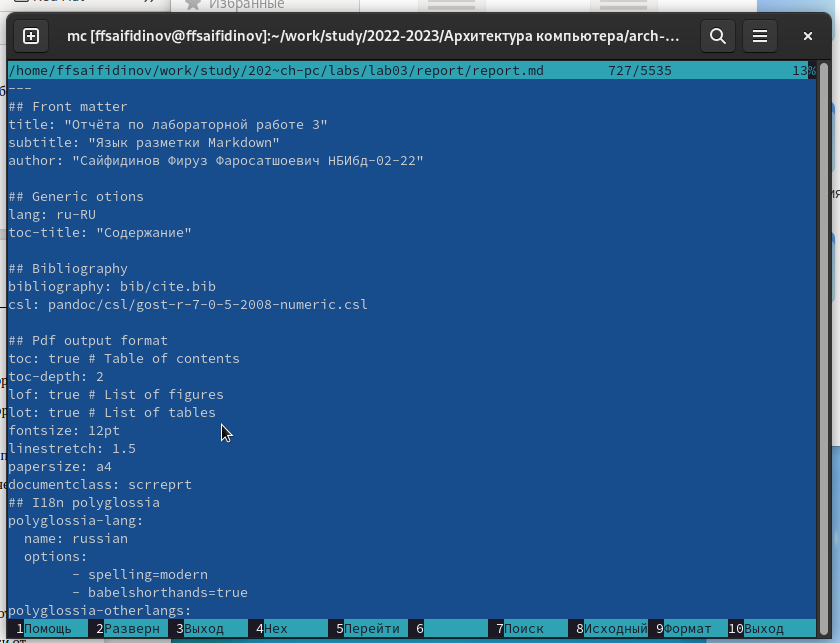 Избранные
mc [ffsaifidinov@ffsaifidinov]:~/work/study/2022-2023/Архитектура компьютера/arch-...
/home/ffsaifidinov/work/study/202~ch-pc/labs/lab03/report/report.md 727/5535 13%
---
## Front matter
title: "Отчёта по лабораторной работе 3"
subtitle: "Язык разметки Markdown"
author: "Сайфидинов Фируз Фаросатшоевич НБИбд-02-22"
## Generic otions
lang: ru-RU
toc-title: "Содержание"
## Bibliography
bibliography: bib/cite.bib
csl: pandoc/csl/gost-r-7-0-5-2008-numeric.csl
## Pdf output format
toc: true # Table of contents
toc-depth: 2
lof: true # List of figures
lot: true # List of tables
fontsize: 12pt
linestretch: 1.5
papersize: a4
documentclass: scrreprt
## I18n polyglossia
polyglossia-lang:
name: russian
options:
- spelling=modern
- babelshorthands=true
polyglossia-otherlangs:
1Помощь 2Разверн 3Выход 4Hex 5Перейти 6 7Поиск 8Исходный 9Формат 10Выход